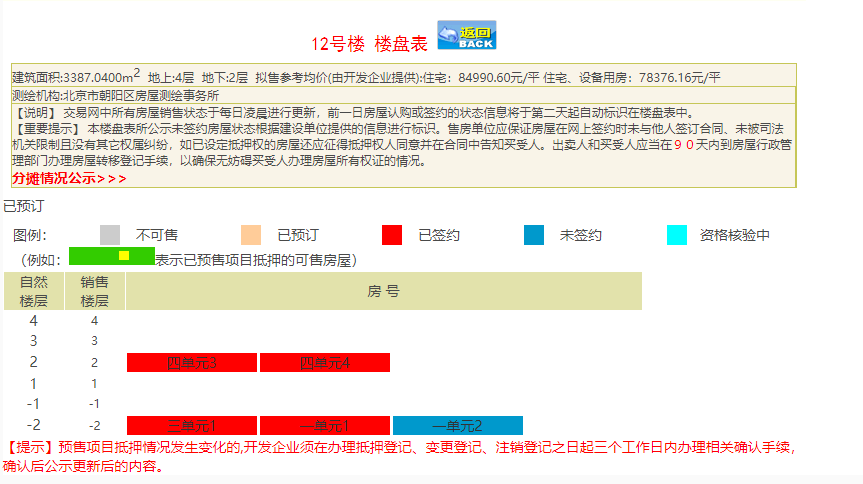 12号楼 楼盘表 返回 BACK
建筑面积:3387.0400m2 地上:4层 地下:2层 拟售参考均价(由开发企业提供):住宅：84990.60元/平 住宅、设备用房：78376.16元/平
测绘机构:北京市朝阳区房屋测绘事务所
【说明】 交易网中所有房屋销售状态于每日凌晨进行更新，前一日房屋认购或签约的状态信息将于第二天起自动标识在楼盘表中。
【重要提示】 本楼盘表所公示未签约房屋状态根据建设单位提供的信息进行标识。售房单位应保证房屋在网上签约时未与他人签订合同、未被司法
机关限制且没有其它权属纠纷，如已设定抵押权的房屋还应征得抵押权人同意并在合同中告知买受人。出卖人和买受人应当在９０天内到房屋行政管
理部门办理房屋转移登记手续，以确保无妨碍买受人办理房屋所有权证的情况。
分摊情况公示>>>
已预订
图例： 不可售 已预订 已签约 未签约 资格核验中
（例如： 表示已预售项目抵押的可售房屋）
自然 销售
楼层 楼层 房 号
4 4
3 3
2 2 四单元3 四单元4
1 1
-1 -1
-2 -2 三单元1 一单元1 一单元2
【提示】预售项目抵押情况发生变化的,开发企业须在办理抵押登记、变更登记、注销登记之日起三个工作日内办理相关确认手续，
确认后公示更新后的内容。